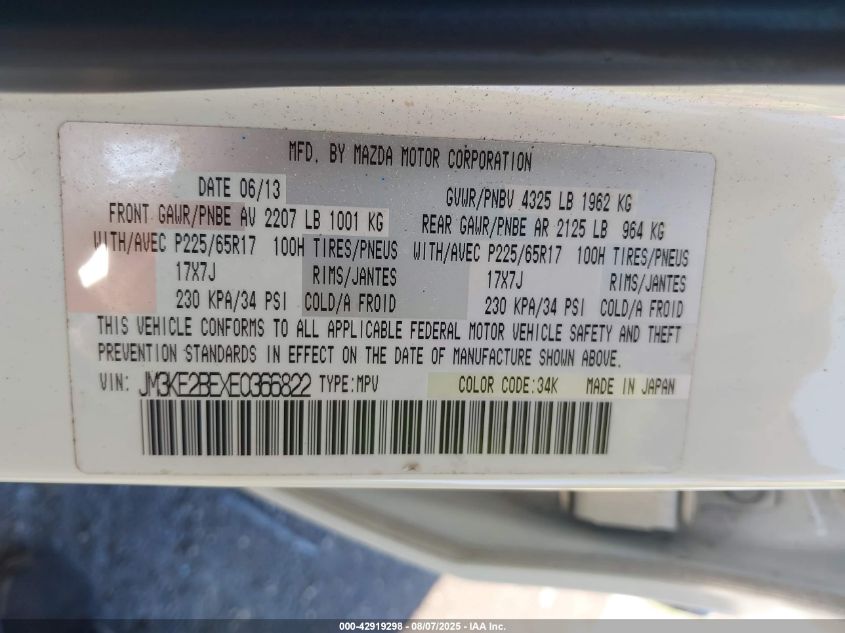 MFD. BY MAZDA MOTOR CORPORATION
DATE 06/13 GVWR/PNBV 4325 LB 1962 KG
FRONT GAWR/PNBE AV 2207 LB 1001 KG REAR GAWR/PNBE AR 2125 LB 964 KG
WITH/AVEC P225/65R17 100H TIRES/PNEUS WITH/AVEC P225/65R17 100H TIRES/PNEUS
17X7J RIMS/JANTES 17X7J RIMS/JANTES
230 KPA/34 PSI COLD/A FROID 230 KPA/34 PSI COLD/A FROID
THIS VEHICLE CONFORMS TO ALL APPLICABLE FEDERAL MOTOR VEHICLE SAFETY AND THEFT
PREVENTION STANDARDS IN EFFECT ON THE DATE OF MANUFACTURE SHOWN ABOVE.
VIN: JM3KE2BEXE0366822 TYPE:MPV COLOR CODE:34K MADE IN JAPAN
000-42919298 - 08/07/2025 - IAA Inc.